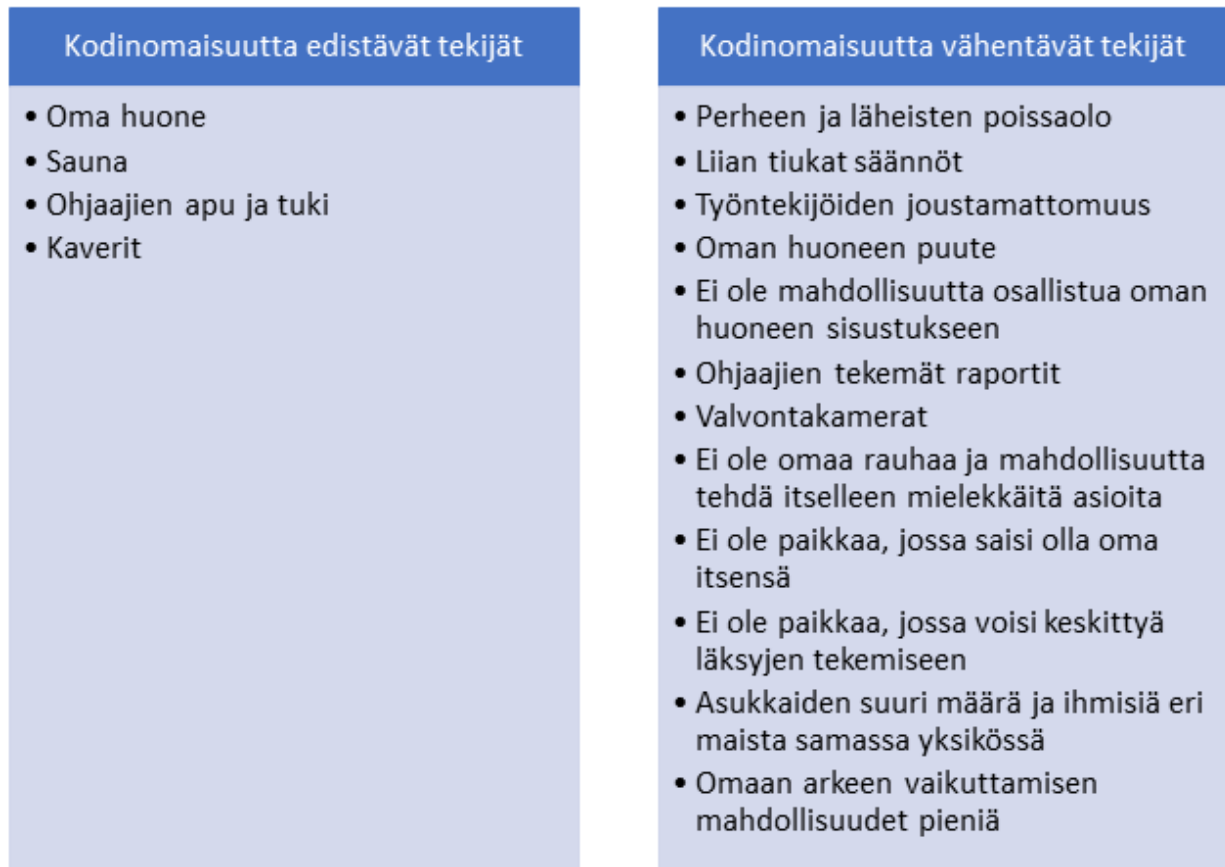 Kodinomaisuutta edistävät tekijät
• Oma huone
• Sauna
• Ohjaajien apu ja tuki
• Kaverit
Kodinomaisuutta vähentävät tekijät
• Perheen ja läheisten poissaolo
• Liian tiukat säännöt
• Työntekijöiden joustamattomuus
• Oman huoneen puute
• Ei ole mahdollisuutta osallistua oman
huoneen sisustukseen
• Ohjaajien tekemät raportit
• Valvontakamerat
• Ei ole omaa rauhaa ja mahdollisuutta
tehdä itselleen mielekkäitä asioita
• Ei ole paikkaa, jossa saisi olla oma
itsensä
• Ei ole paikkaa, jossa voisi keskittyä
läksyjen tekemiseen
• Asukkaiden suuri määrä ja ihmisiä eri
maista samassa yksikössä
• Omaan arkeen vaikuttamisen
mahdollisuudet pieniä